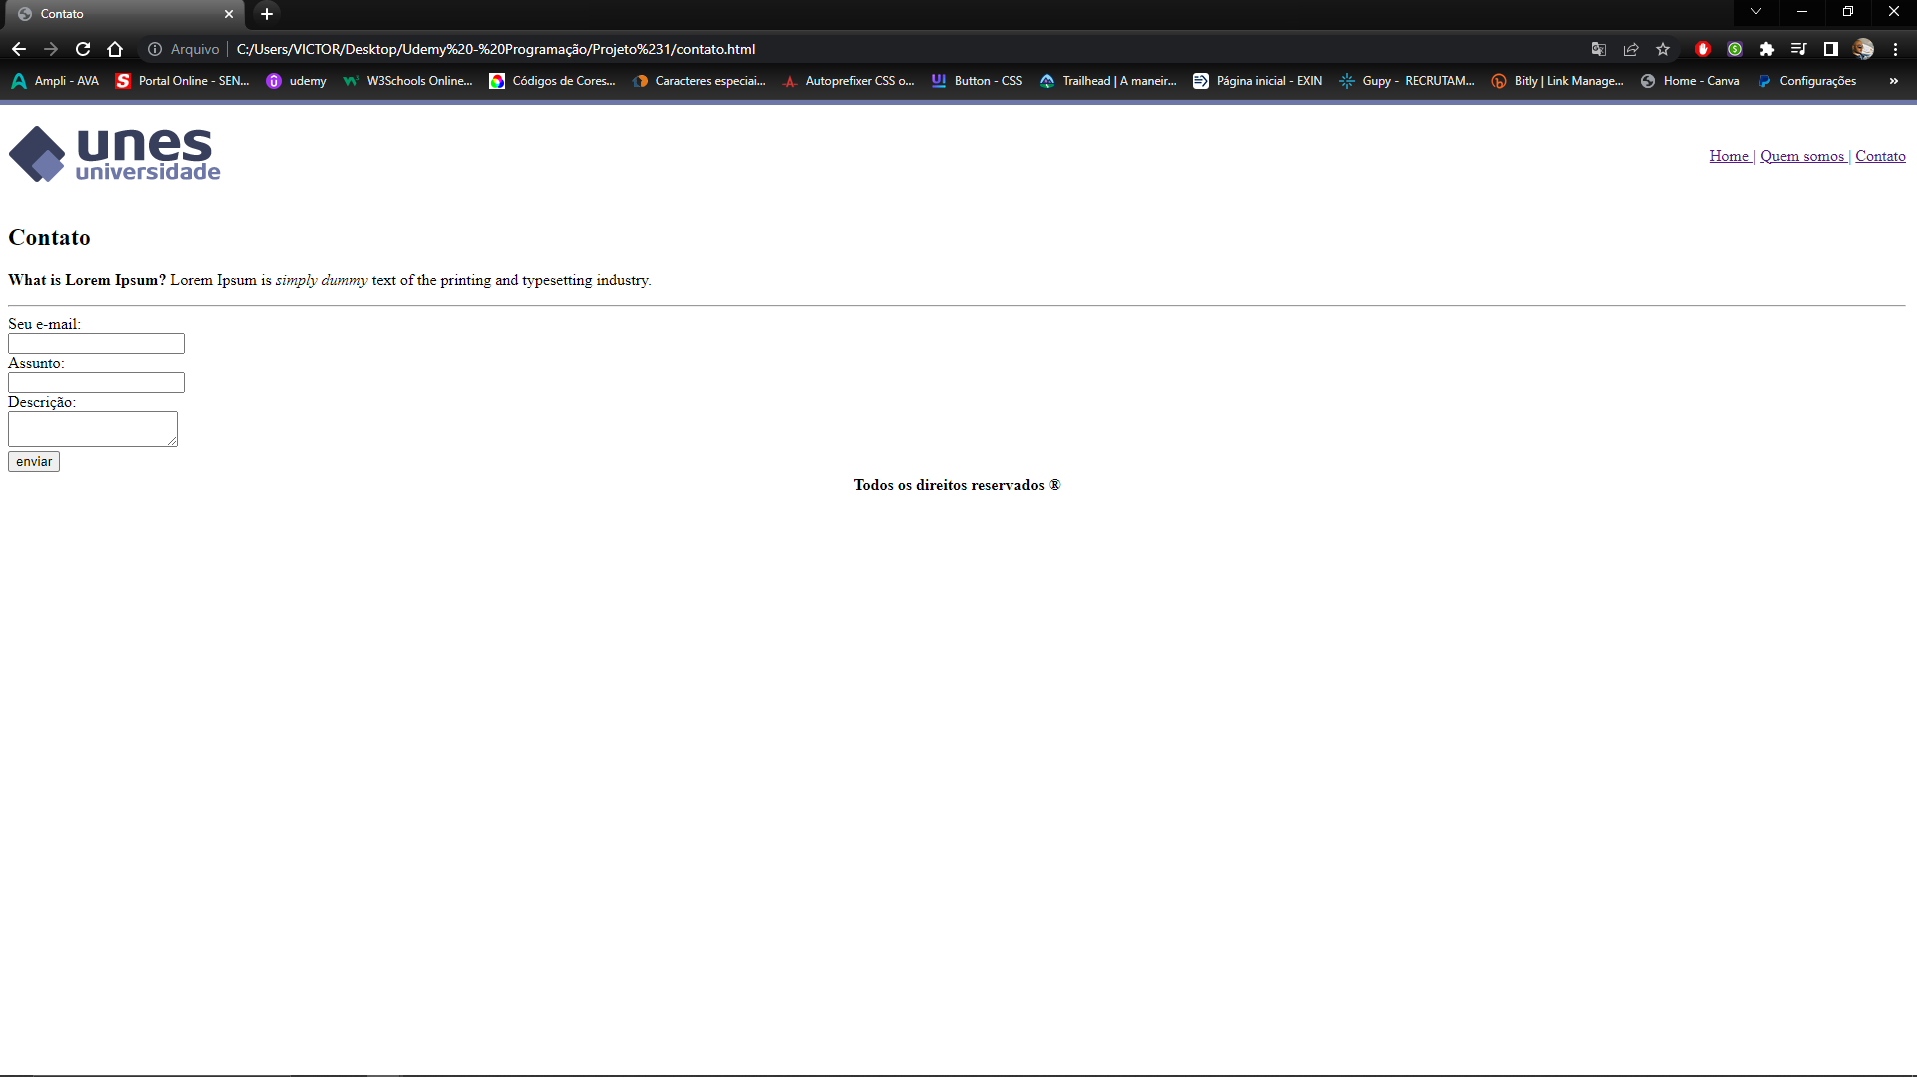 Contato
Arquivo C:/Users/VICTOR/Desktop/Udemy%20-%20Programação/Projeto%231/contato.html
Ampli - AVA Portal Online - SEN... udemy W3Schools Online... Códigos de Cores... Caracteres especiai... Autoprefixer CSS o... Button - CSS Trailhead | A maneir... Página inicial - EXIN Gupy - RECRUTAM... Bitly | Link Manage... Home - Canva Configurações »
unes
universidade
Home | Quem somos | Contato
Contato
What is Lorem Ipsum? Lorem Ipsum is simply dummy text of the printing and typesetting industry.
Seu e-mail:
Assunto:
Descrição:
enviar
Todos os direitos reservados ®